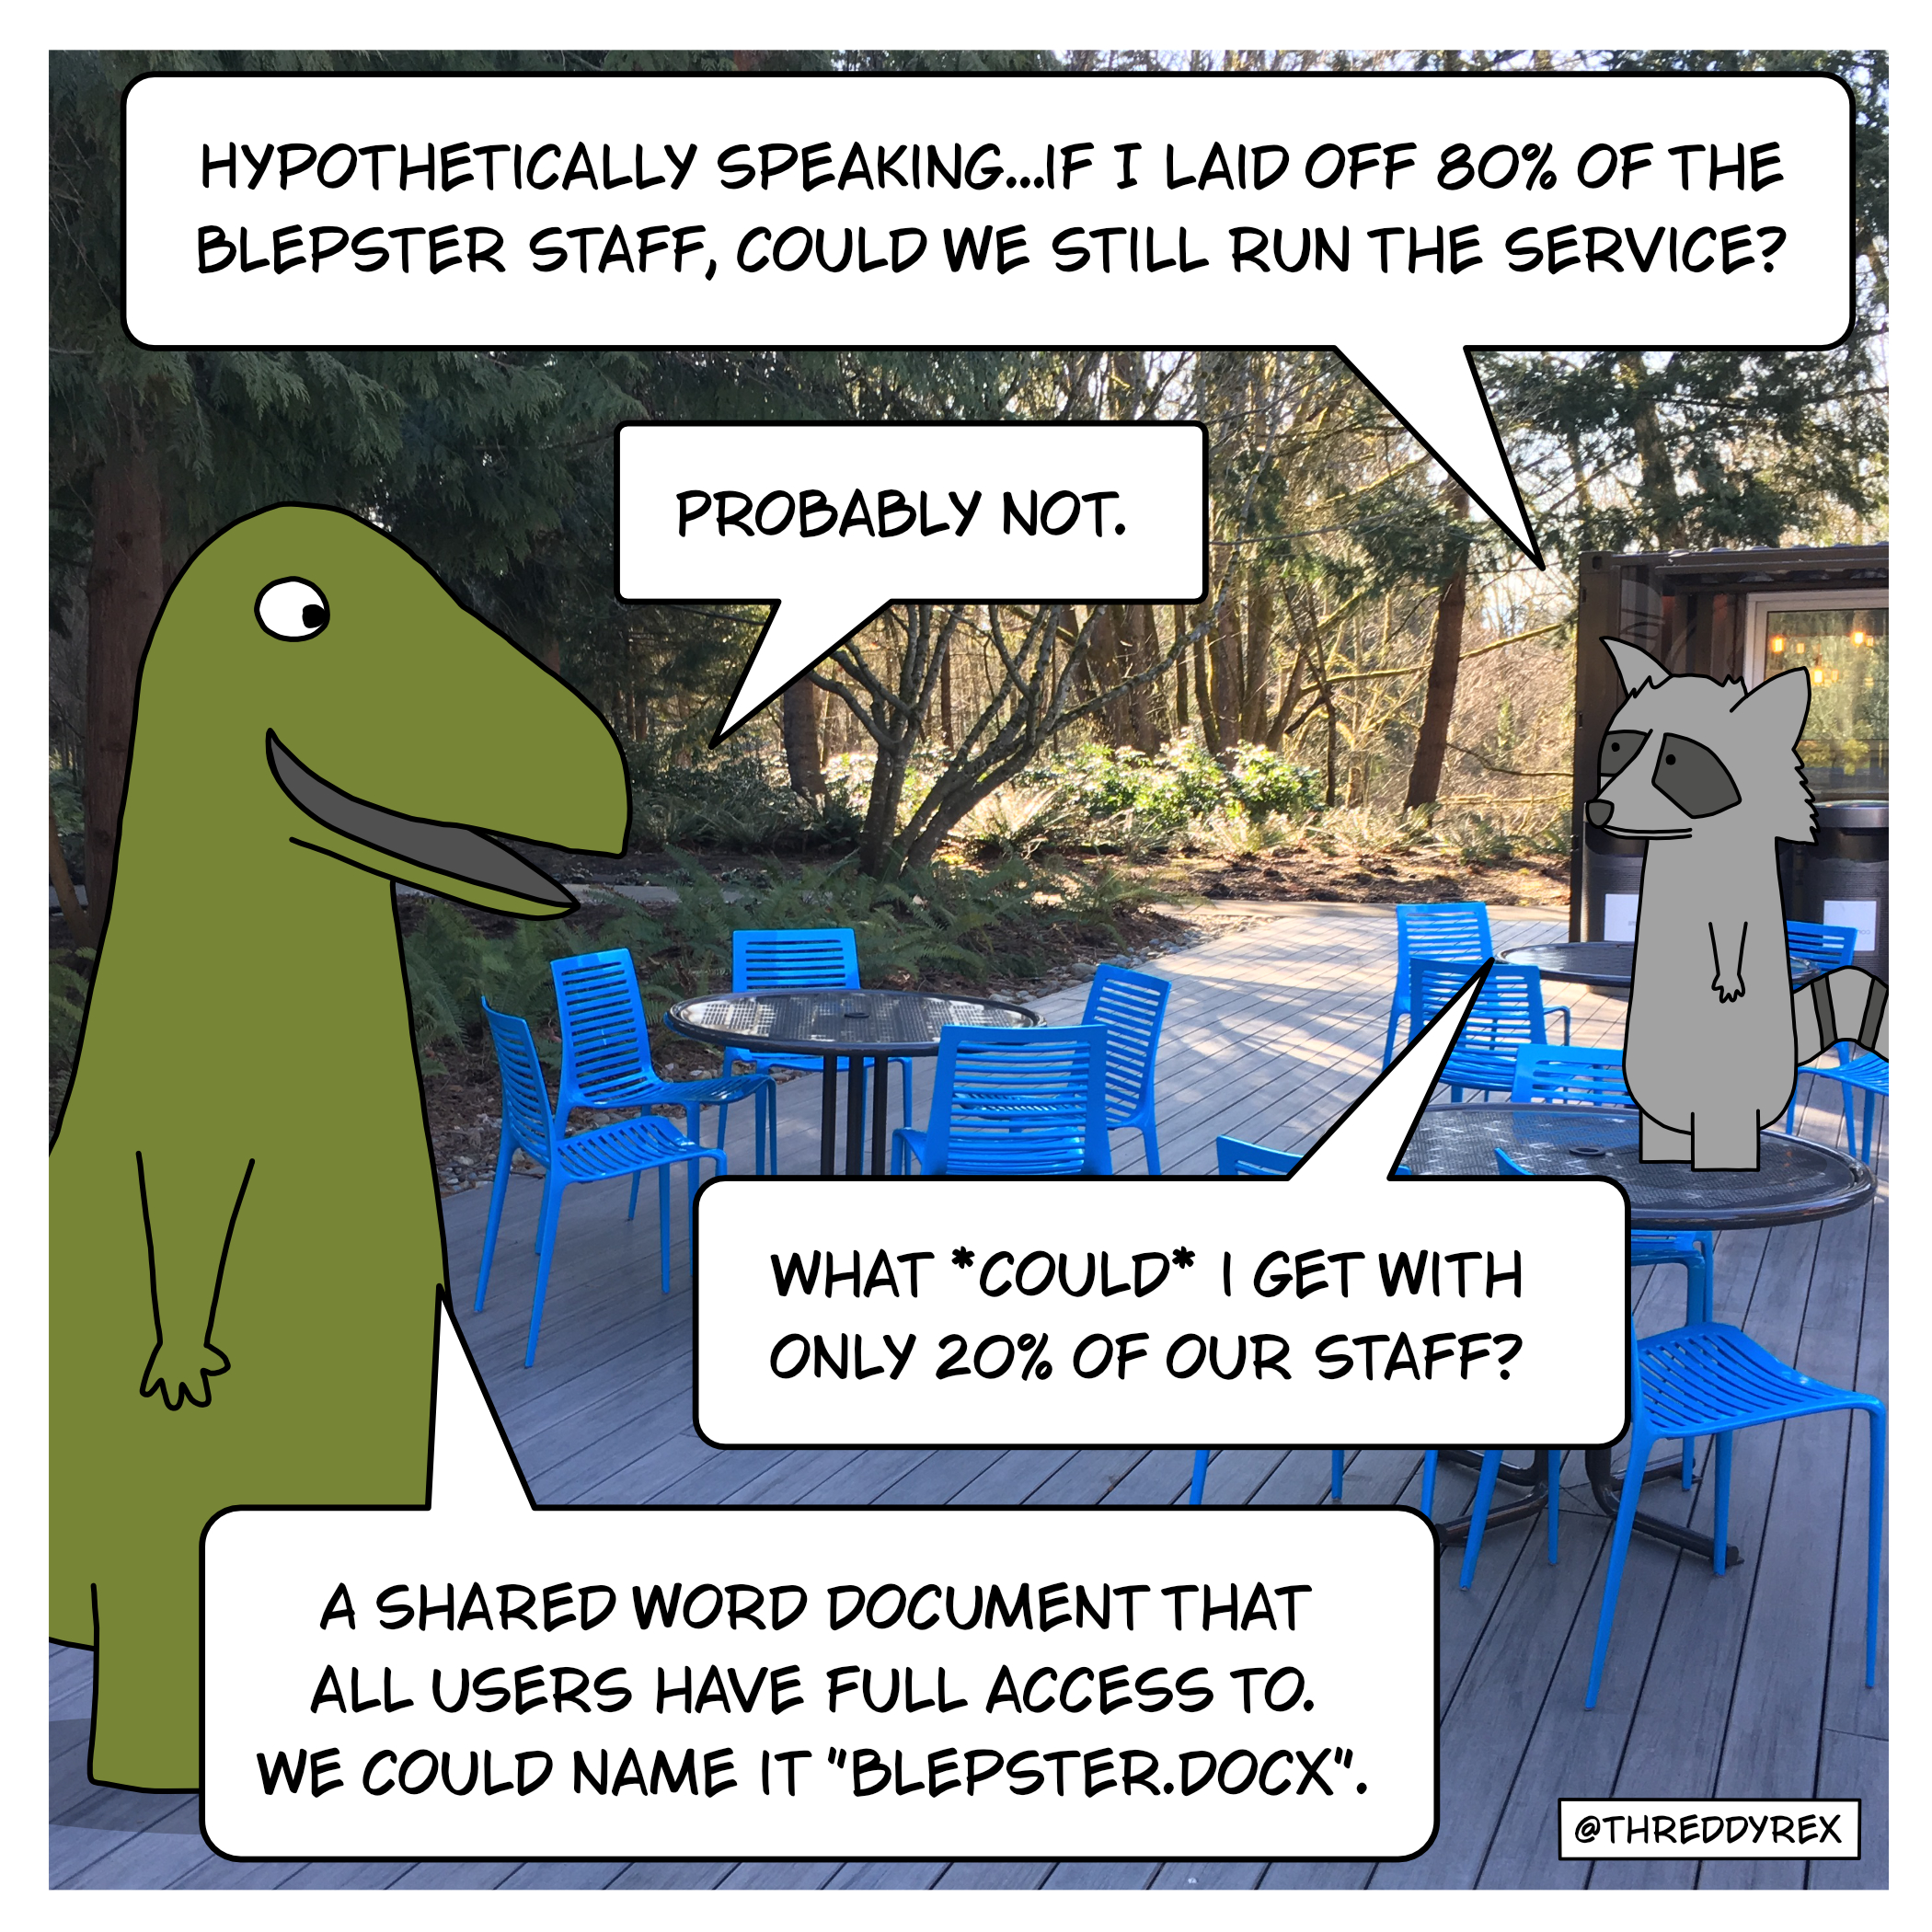 HYPOTHETICALLY SPEAKING...IF I LAID OFF 80% OF THE
BLEPSTER STAFF, COULD WE STILL RUN THE SERVICE?
PROBABLY NOT.
WHAT *COULD* I GET WITH
ONLY 20% OF OUR STAFF?
A SHARED WORD DOCUMENT THAT
ALL USERS HAVE FULL ACCESS TO.
WE COULD NAME IT "BLEPSTER.DOCX".
@THREDDYREX